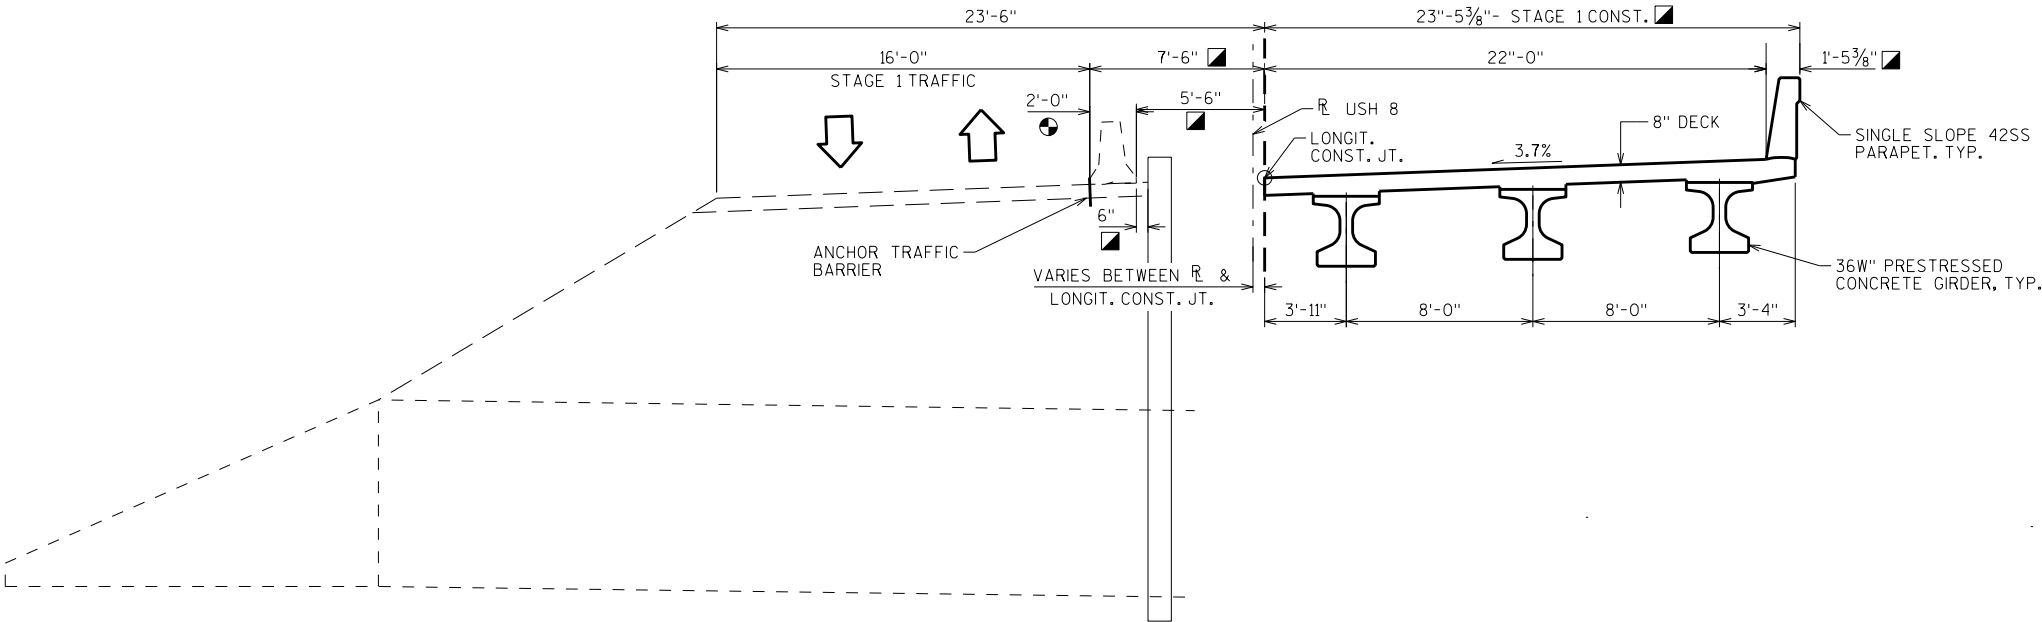 23'-6"
23"-5⅜"- STAGE 1 CONST.
16'-0"
7'-6"
22'-0"
1'-5⅜"
STAGE 1 TRAFFIC
2'-0"
5'-6"
℞ USH 8
8" DECK
LONGIT.
CONST. JT.
3.7%
SINGLE SLOPE 42SS
PARAPET. TYP.
6"
ANCHOR TRAFFIC
BARRIER
VARIES BETWEEN ℞ &
LONGIT. CONST. JT.
36W" PRESTRESSED
CONCRETE GIRDER, TYP.
3'-11"
8'-0"
8'-0"
3'-4"